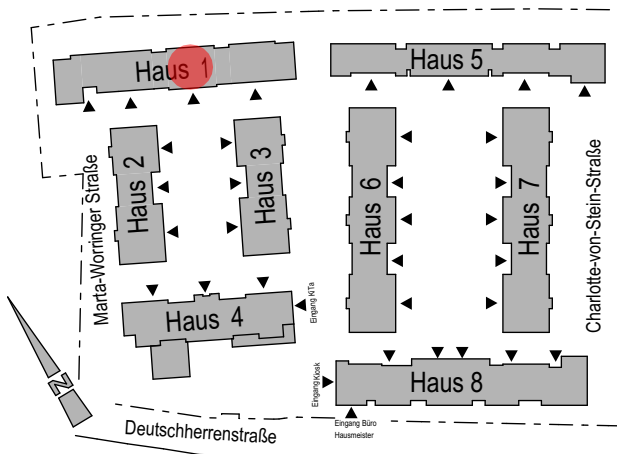 Haus 1
Haus 5
Haus 2
Haus 3
Haus 6
Haus 7
Marta-Worringer Straße
Charlotte-von-Stein-Straße
Haus 4
Eingang KiTa
Haus 8
Eingang Kiosk
N
Deutschherrenstraße
Eingang Büro
Hausmeister